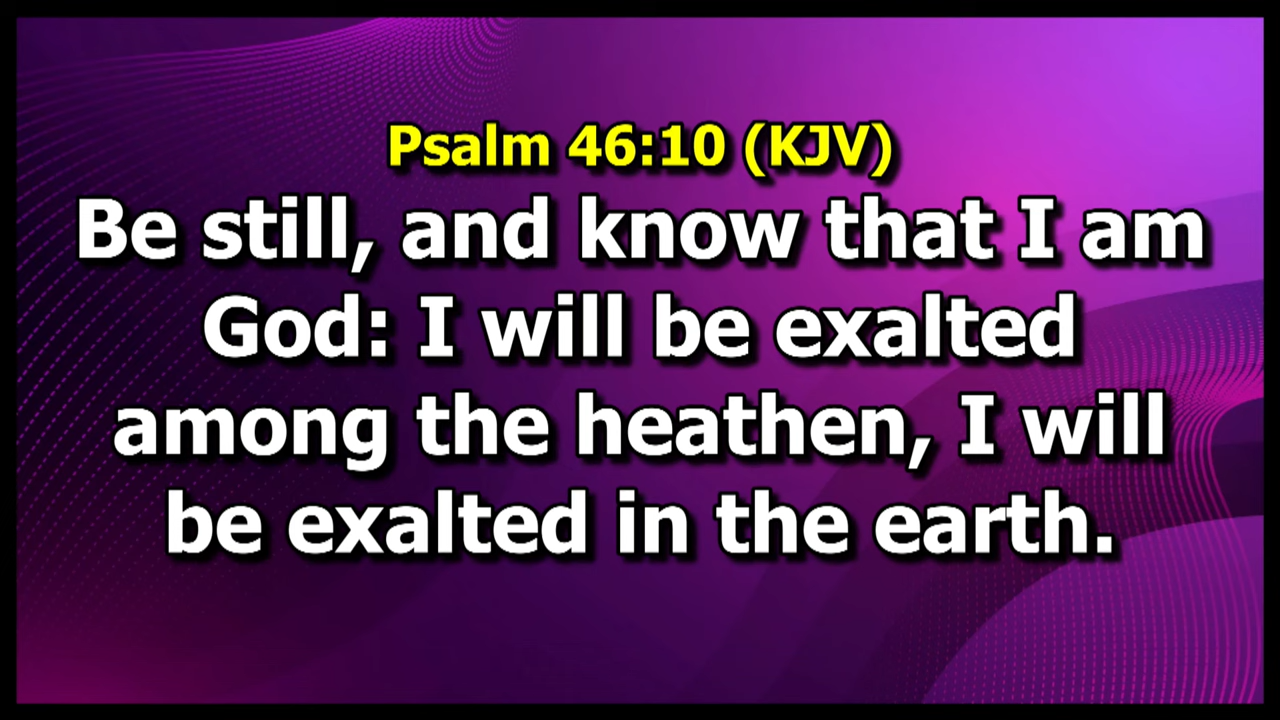 Psalm 46:10 (KJV)
Be still, and know that I am
God: I will be exalted
among the heathen, I will
be exalted in the earth.